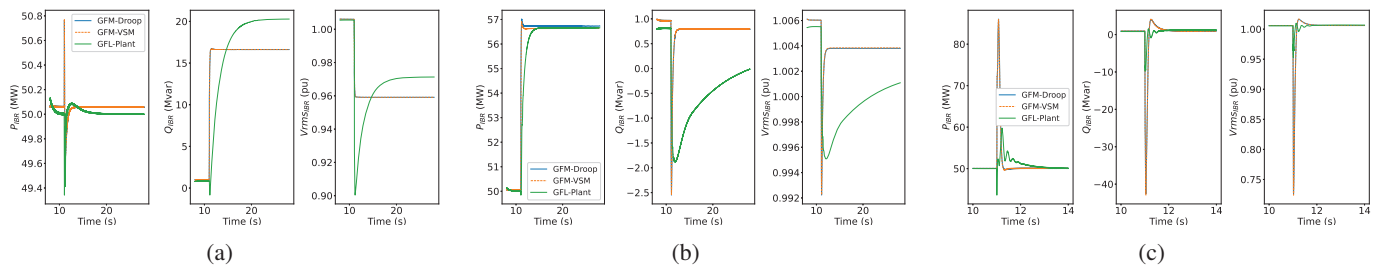 50.8
50.6
50.4
50.2
50.0
49.8
49.6
49.4
P_IBR (MW)
GFM-Droop
GFM-VSM
GFL-Plant
10
20
Time (s)
20
15
10
5
0
Q_IBR (Mvar)
10
20
Time (s)
1.00
0.98
0.96
0.94
0.92
0.90
Vrms_IBR (pu)
10
20
Time (s)
(a)
57
56
55
54
53
52
51
50
P_IBR (MW)
GFM-Droop
GFM-VSM
GFL-Plant
10
20
Time (s)
1.0
0.5
0.0
-0.5
-1.0
-1.5
-2.0
-2.5
Q_IBR (Mvar)
10
20
Time (s)
1.006
1.004
1.002
1.000
0.998
0.996
0.994
0.992
Vrms_IBR (pu)
10
20
Time (s)
(b)
80
70
60
50
P_IBR (MW)
GFM-Droop
GFM-VSM
GFL-Plant
10
12
14
Time (s)
0
−10
−20
−30
−40
Q_IBR (Mvar)
10
12
14
Time (s)
1.00
0.95
0.90
0.85
0.80
0.75
Vrms_IBR (pu)
10
12
14
Time (s)
(c)